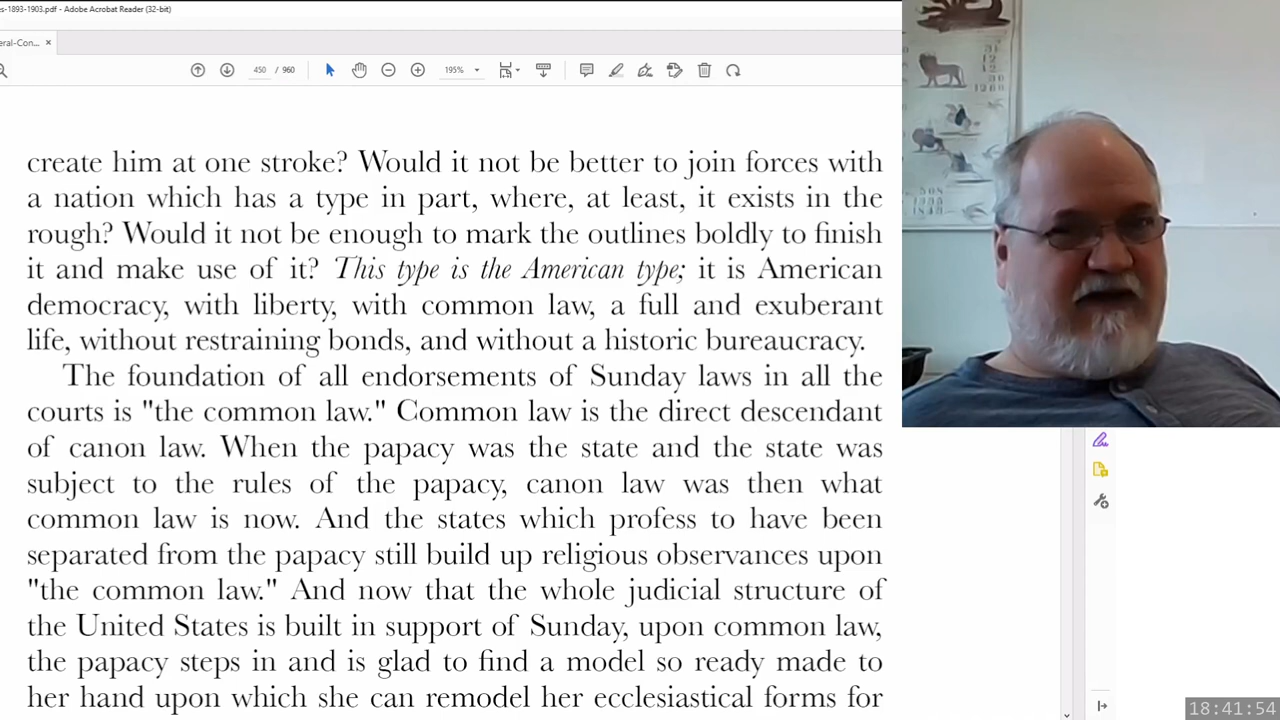 s-1893-1903.pdf - Adobe Acrobat Reader (32-bit)
eral-Con... ×
450 / 960
195%
create him at one stroke? Would it not be better to join forces with
a nation which has a type in part, where, at least, it exists in the
rough? Would it not be enough to mark the outlines boldly to finish
it and make use of it? This type is the American type; it is American
democracy, with liberty, with common law, a full and exuberant
life, without restraining bonds, and without a historic bureaucracy.
The foundation of all endorsements of Sunday laws in all the
courts is "the common law." Common law is the direct descendant
of canon law. When the papacy was the state and the state was
subject to the rules of the papacy, canon law was then what
common law is now. And the states which profess to have been
separated from the papacy still build up religious observances upon
"the common law." And now that the whole judicial structure of
the United States is built in support of Sunday, upon common law,
the papacy steps in and is glad to find a model so ready made to
her hand upon which she can remodel her ecclesiastical forms for
18:41:54